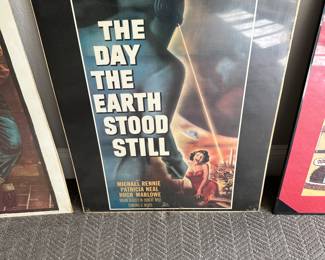 THE
DAY
THE
EARTH
STOOD
STILL
MICHAEL RENNIE
PATRICIA NEAL
HUGH MARLOWE